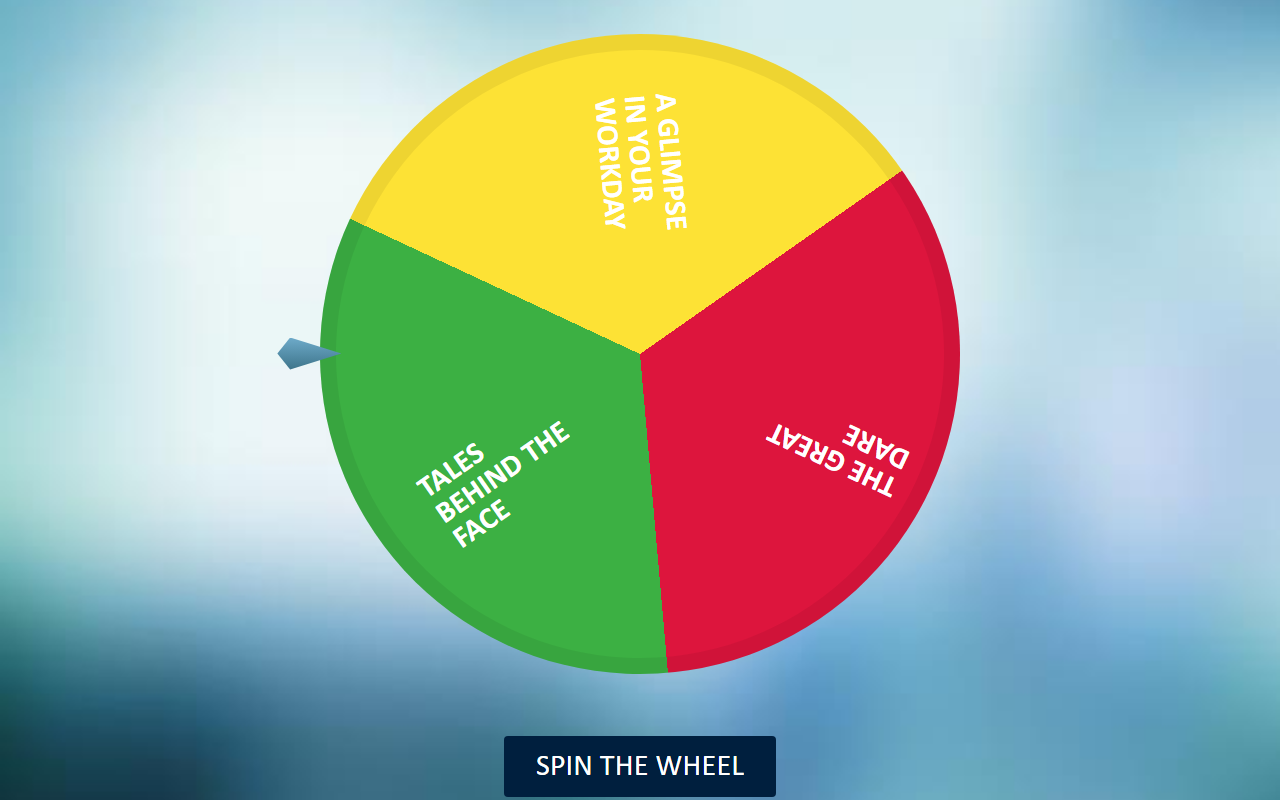 A GLIMPSE
IN YOUR
WORKDAY
TALES
BEHIND THE
FACE
THE GREAT
DARE
SPIN THE WHEEL